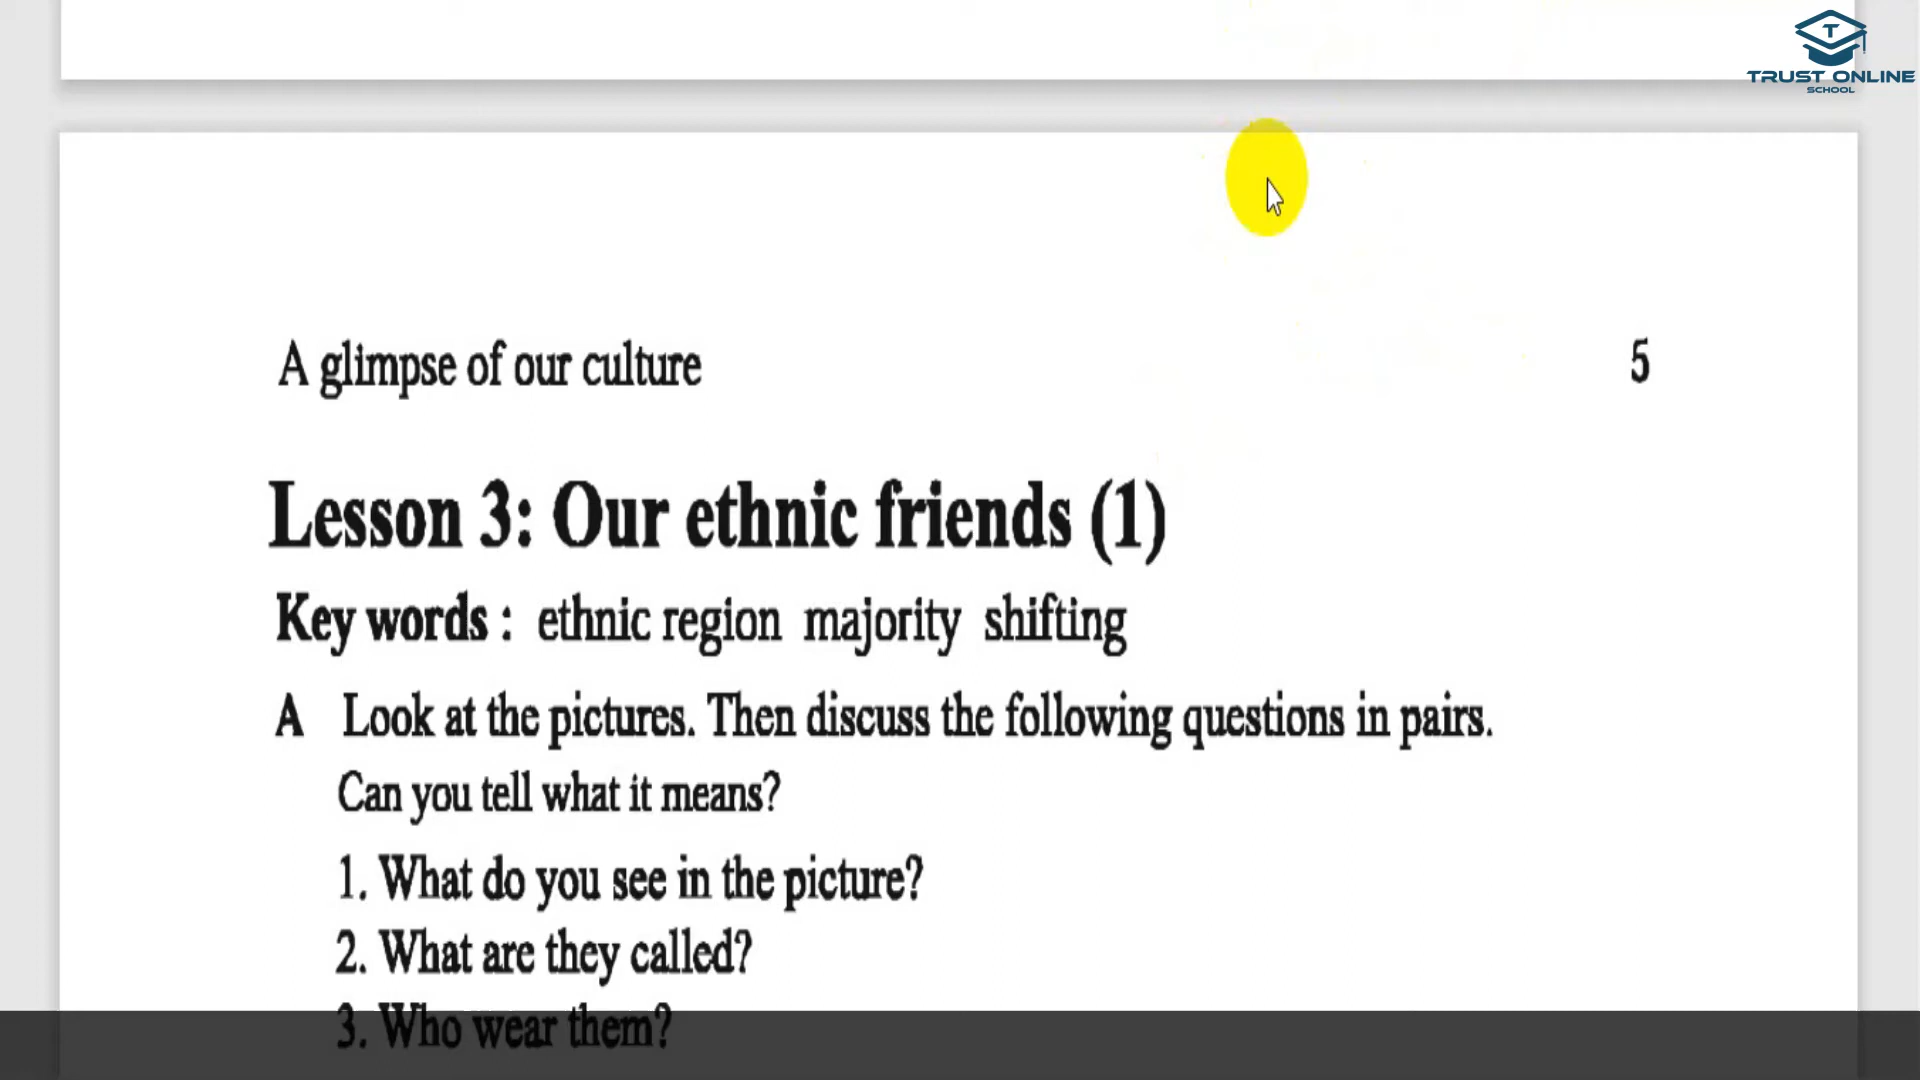 T
TRUST ONLINE
SCHOOL
A glimpse of our culture 5
Lesson 3: Our ethnic friends (1)
Key words : ethnic region majority shifting
A Look at the pictures. Then discuss the following questions in pairs.
Can you tell what it means?
1. What do you see in the picture?
2. What are they called?
3. Who wear them?